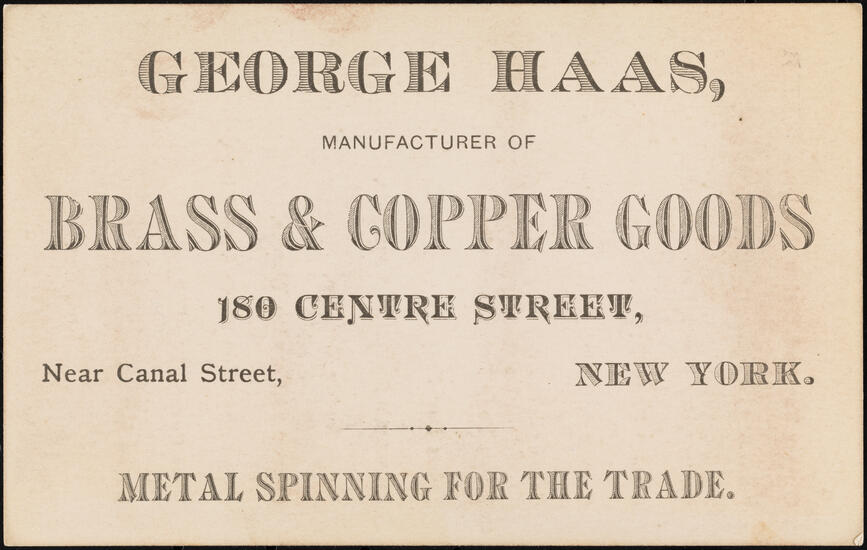 GEORGE HAAS,
MANUFACTURER OF
BRASS & COPPER GOODS
180 CENTRE STREET,
Near Canal Street, NEW YORK.
METAL SPINNING FOR THE TRADE.